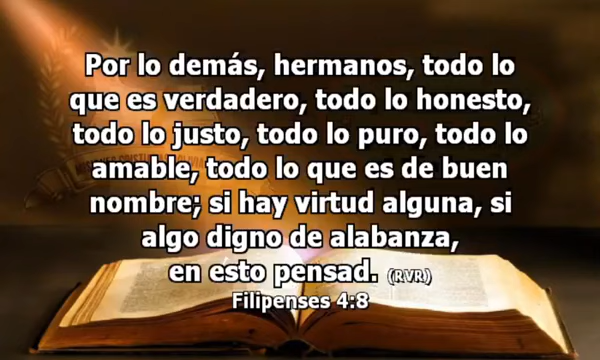 Por lo demás, hermanos, todo lo
que es verdadero, todo lo honesto,
todo lo justo, todo lo puro, todo lo
amable, todo lo que es de buen
nombre; si hay virtud alguna, si
algo digno de alabanza,
en esto pensad. (RVR)
Filipenses 4:8